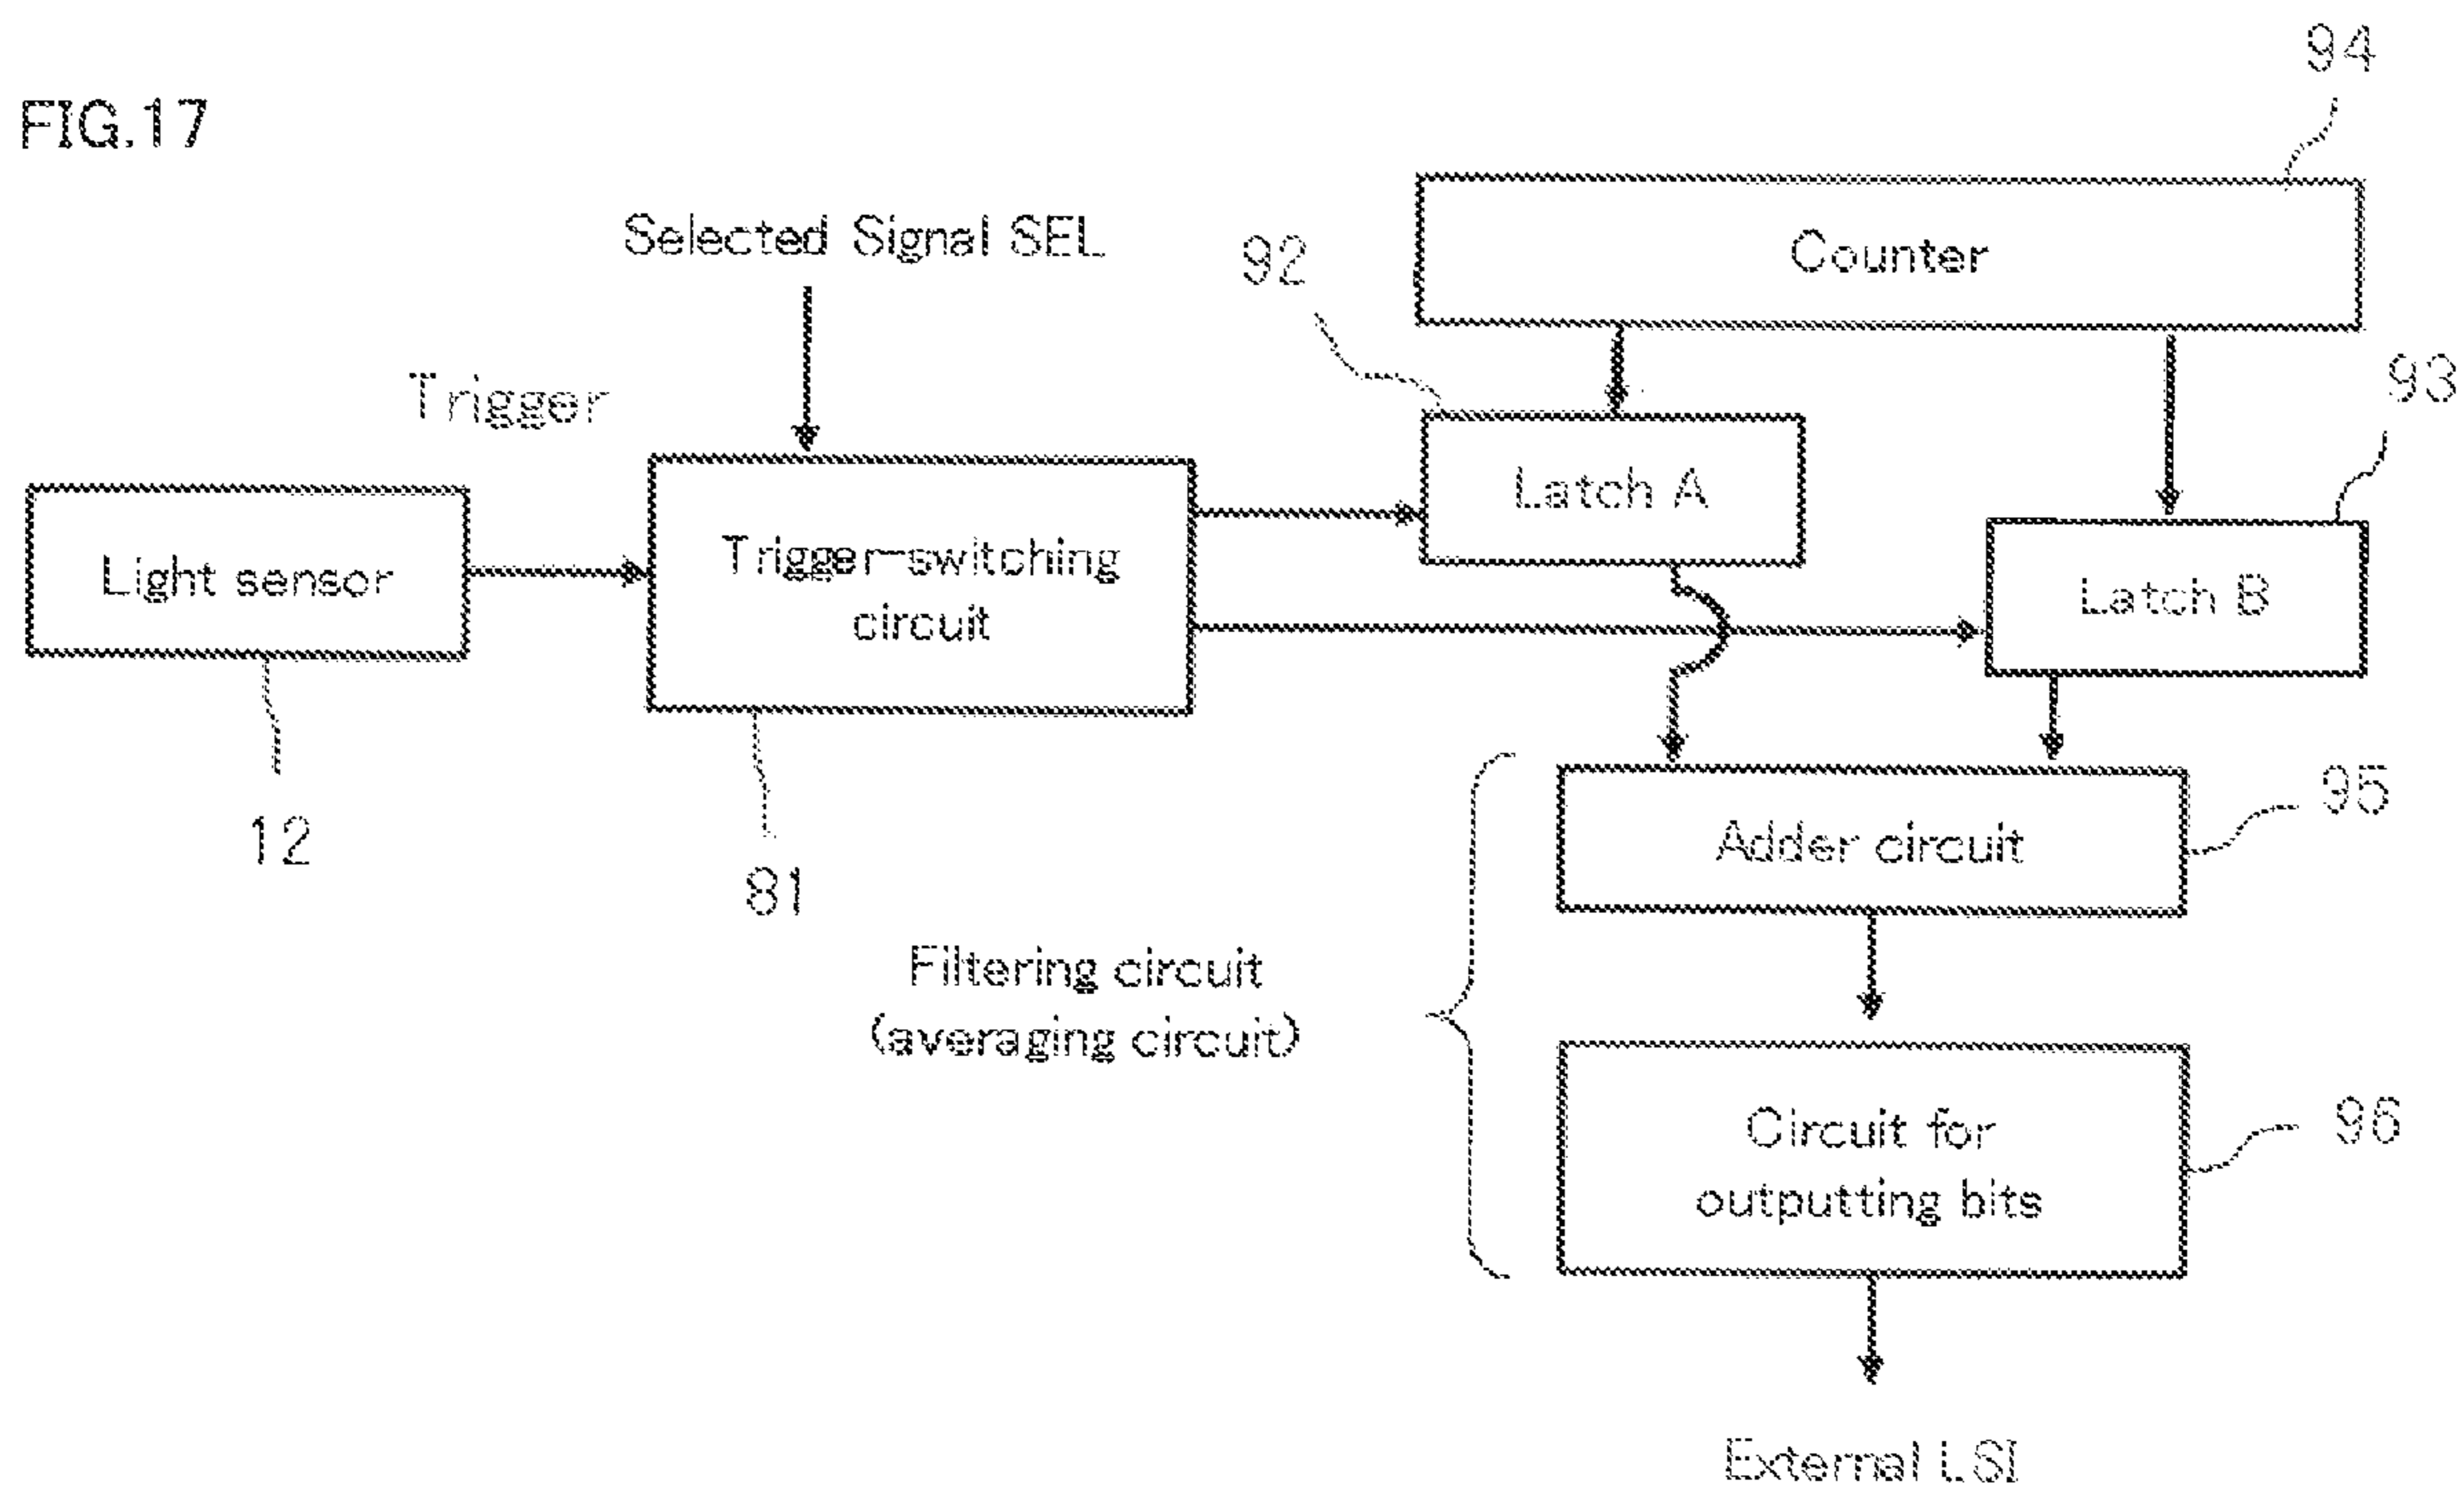 FIG.17
94
Selected Signal SEL
92
Counter
Trigger
93
Latch A
Light sensor
Trigger-switching
circuit
Latch B
12
81
Adder circuit
95
Filtering circuit
(averaging circuit)
Circuit for
outputting bits
96
External LSI